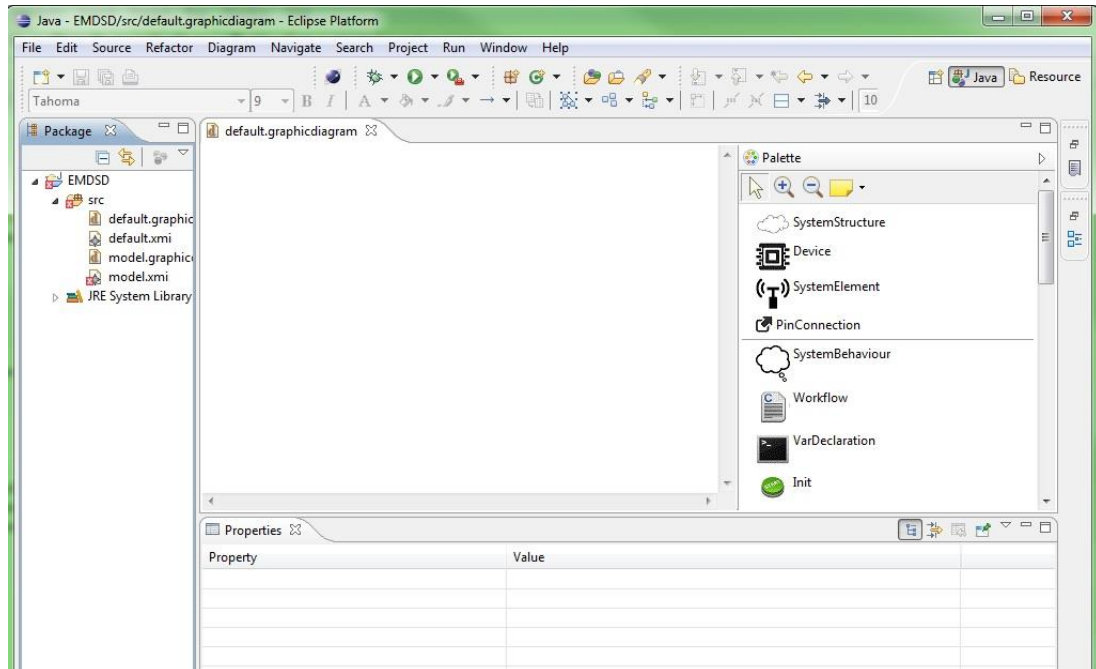 Java - EMDSD/src/default.graphicdiagram - Eclipse Platform
File Edit Source Refactor Diagram Navigate Search Project Run Window Help
Java Resource
Tahoma 9 B I A 10
Package
default.graphicdiagram
Palette
EMDSD
src
default.graphic
default.xmi
model.graphic
model.xmi
JRE System Library
SystemStructure
Device
SystemElement
PinConnection
SystemBehaviour
Workflow
VarDeclaration
Init
Properties
Property Value